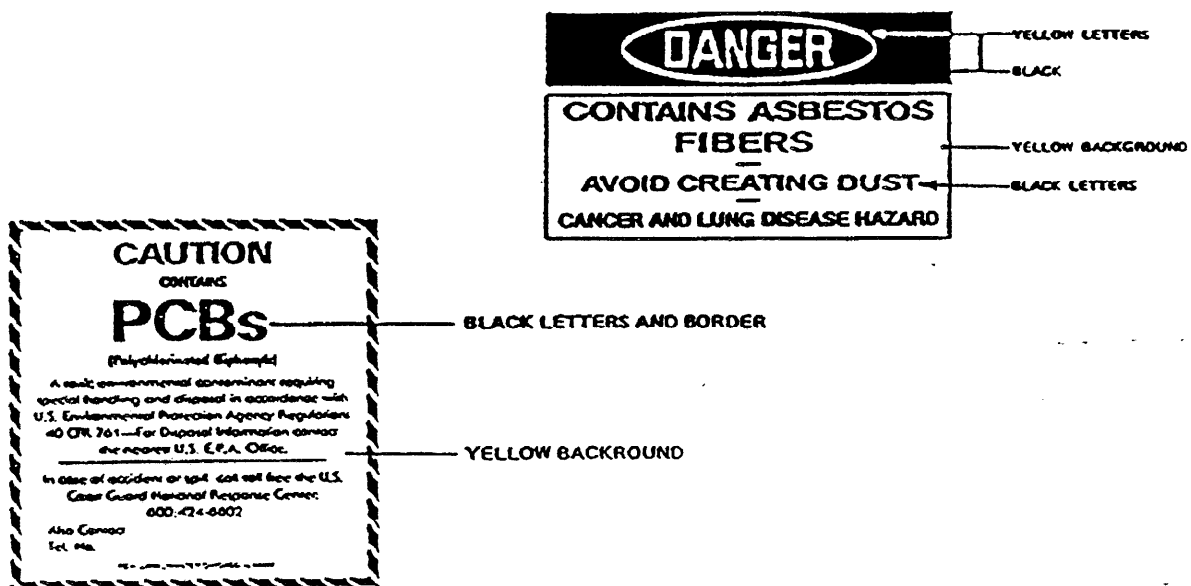 DANGER
YELLOW LETTERS
BLACK
CONTAINS ASBESTOS
FIBERS
YELLOW BACKGROUND
AVOID CREATING DUST
BLACK LETTERS
CANCER AND LUNG DISEASE HAZARD
CAUTION
CONTAINS
PCBs
BLACK LETTERS AND BORDER
(Polychlorinated Biphenyls)
A toxic environmental contaminant requiring
special handling and disposal in accordance with
U.S. Environmental Protection Agency Regulations
40 CFR 761—For Disposal Information contact
the nearest U.S. E.P.A. Office.
YELLOW BACKROUND
In case of accident or spill, call toll free the U.S.
Coast Guard National Response Center.
800:424-8802
Also Contact
Tel. No.